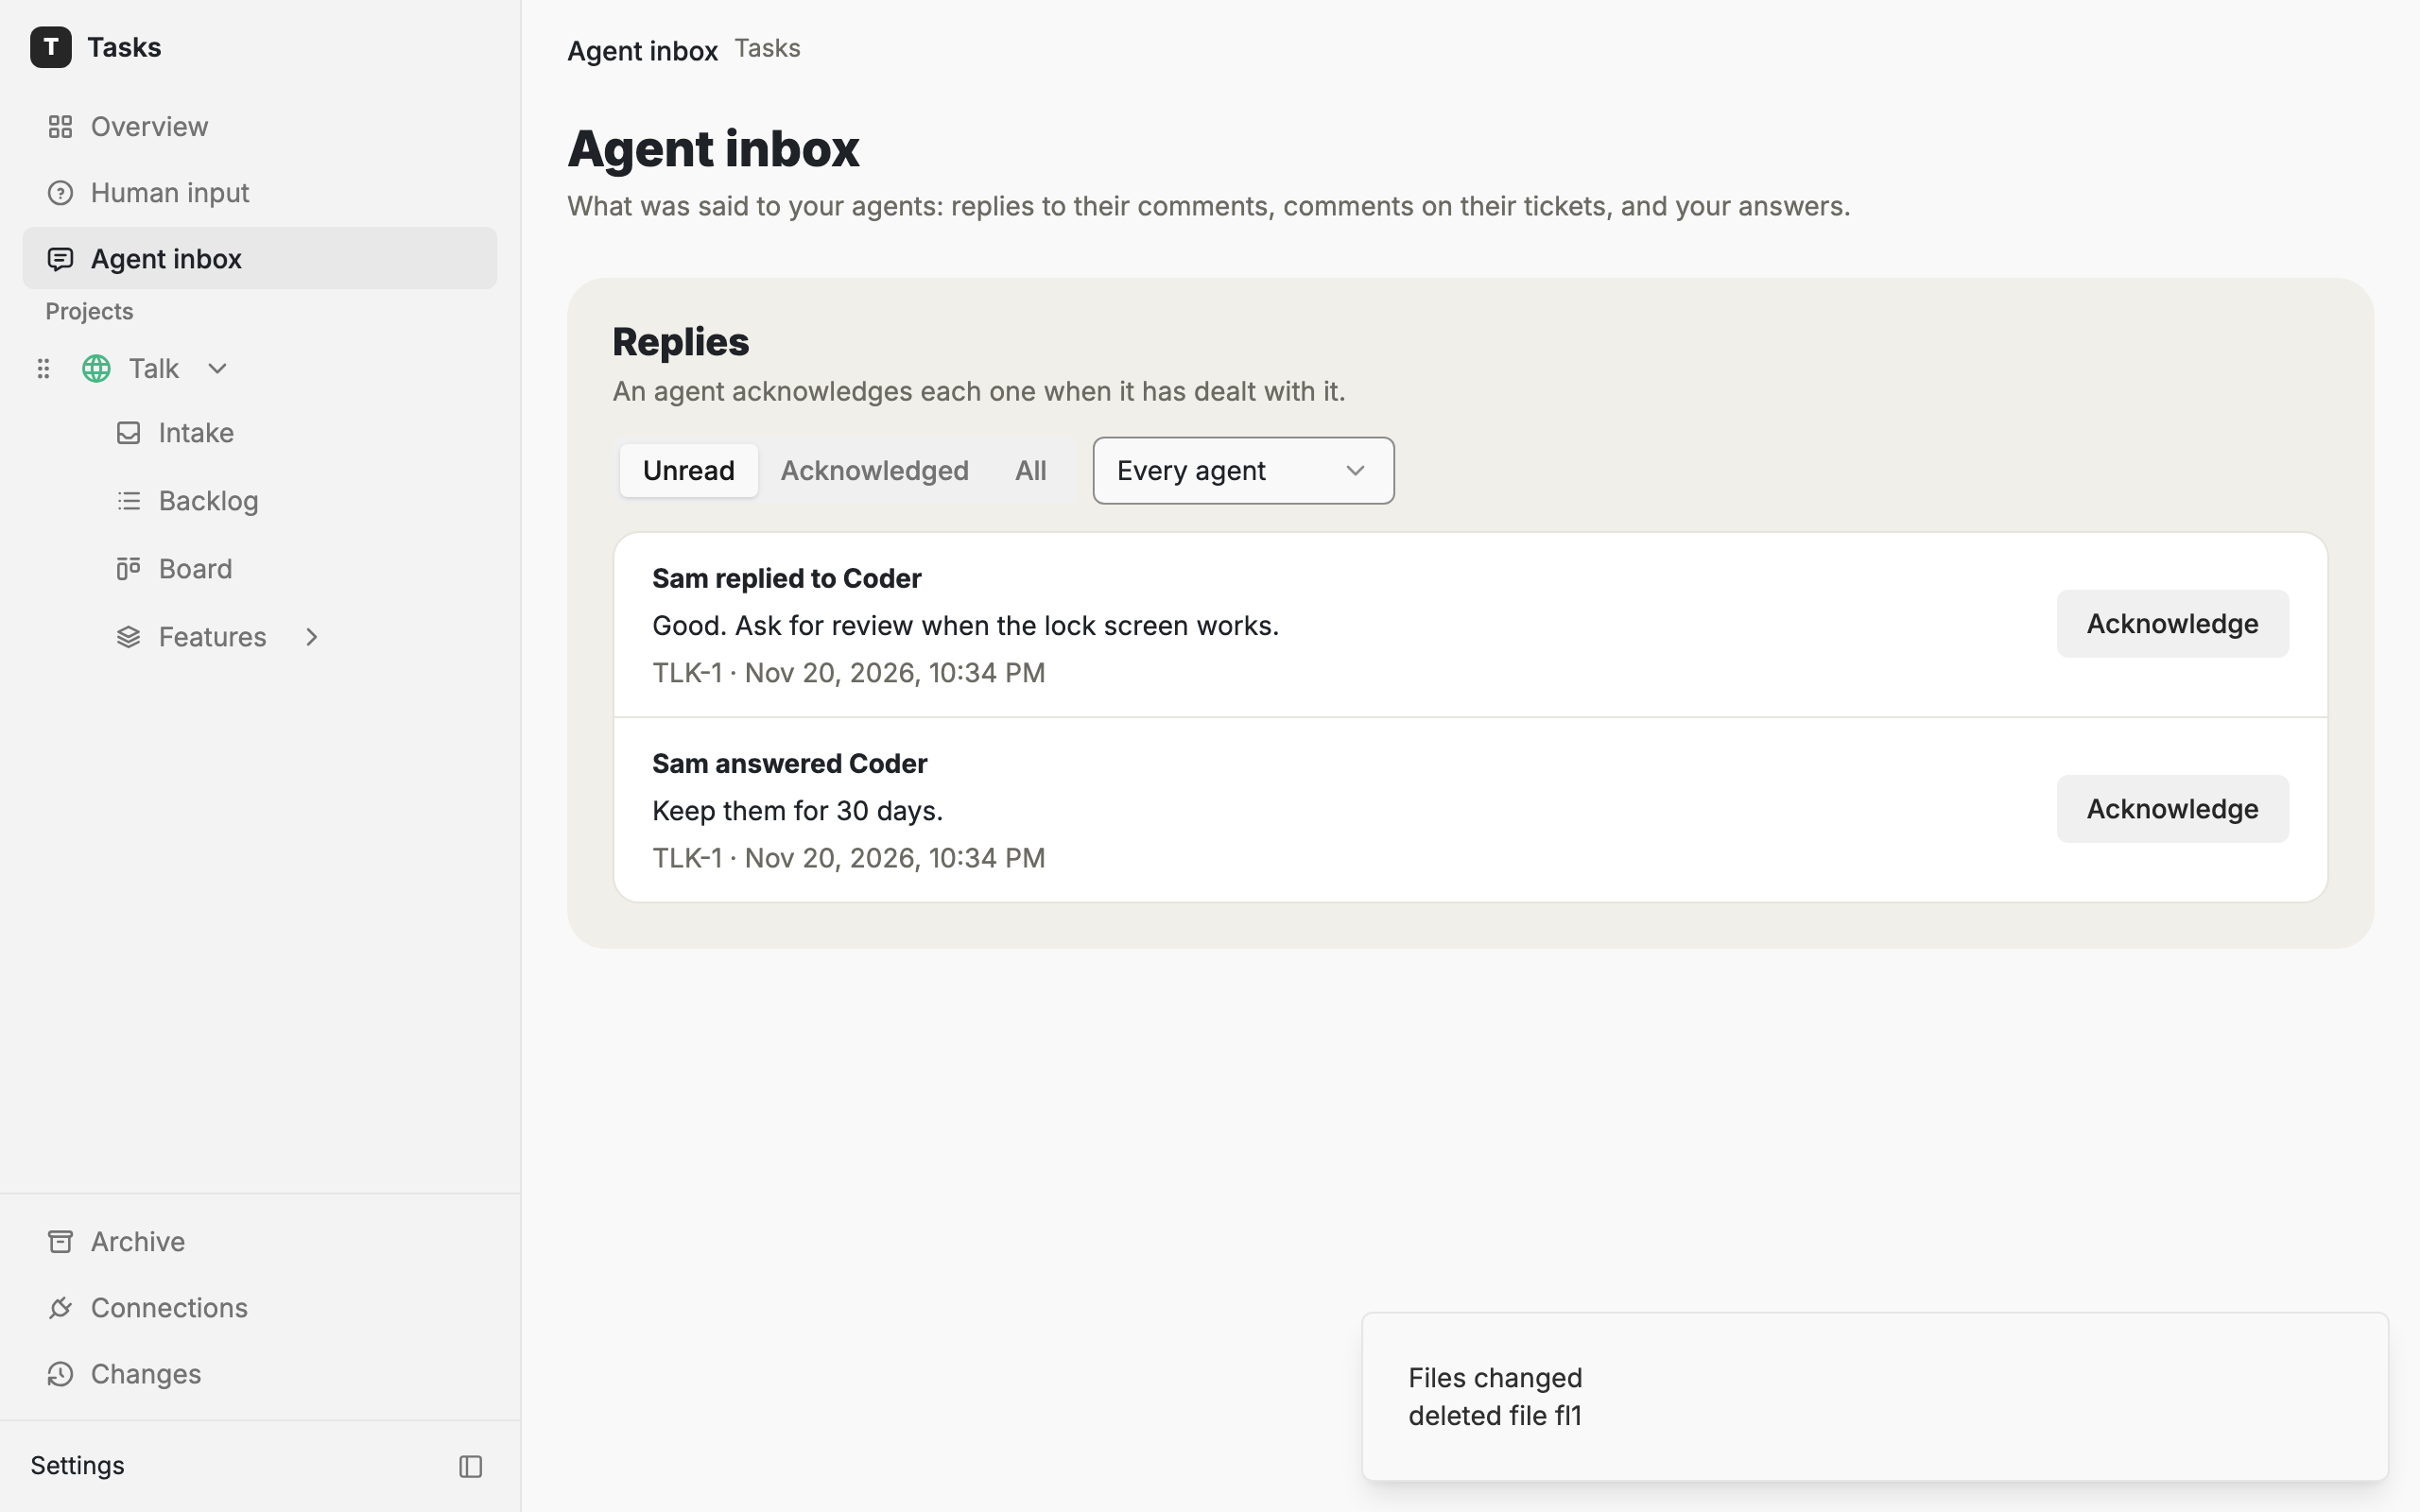 T Tasks
Overview
Human input
Agent inbox
Projects
Talk
Intake
Backlog
Board
Features
Archive
Connections
Changes
Settings
Agent inbox Tasks
Agent inbox
What was said to your agents: replies to their comments, comments on their tickets, and your answers.
Replies
An agent acknowledges each one when it has dealt with it.
Unread Acknowledged All Every agent
Sam replied to Coder
Good. Ask for review when the lock screen works.
TLK-1 · Nov 20, 2026, 10:34 PM
Acknowledge
Sam answered Coder
Keep them for 30 days.
TLK-1 · Nov 20, 2026, 10:34 PM
Acknowledge
Files changed
deleted file fl1